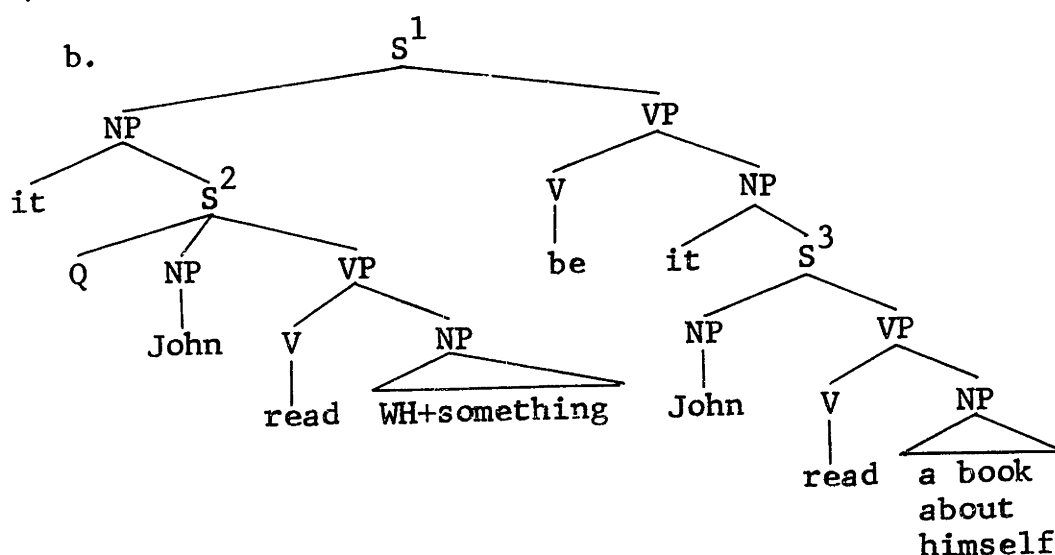 b. S1
NP VP
it S2 V NP
Q NP VP be it S3
John V NP NP VP
read WH+something John V NP
read a book
about
himself